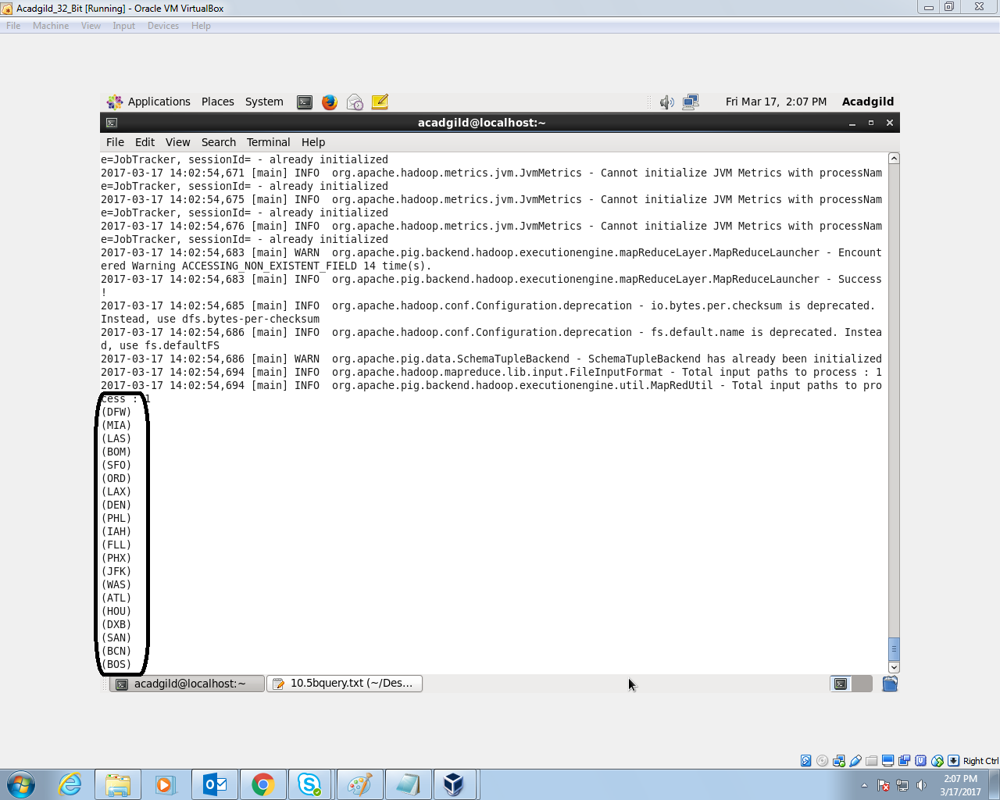 Acadgild_32_Bit [Running] - Oracle VM VirtualBox
File Machine View Input Devices Help
Applications Places System Fri Mar 17, 2:07 PM Acadgild
acadgild@localhost:~
File Edit View Search Terminal Help
e=JobTracker, sessionId= - already initialized
2017-03-17 14:02:54,671 [main] INFO  org.apache.hadoop.metrics.jvm.JvmMetrics - Cannot initialize JVM Metrics with processNam
e=JobTracker, sessionId= - already initialized
2017-03-17 14:02:54,675 [main] INFO  org.apache.hadoop.metrics.jvm.JvmMetrics - Cannot initialize JVM Metrics with processNam
e=JobTracker, sessionId= - already initialized
2017-03-17 14:02:54,676 [main] INFO  org.apache.hadoop.metrics.jvm.JvmMetrics - Cannot initialize JVM Metrics with processNam
e=JobTracker, sessionId= - already initialized
2017-03-17 14:02:54,683 [main] WARN  org.apache.pig.backend.hadoop.executionengine.mapReduceLayer.MapReduceLauncher - Encount
ered Warning ACCESSING_NON_EXISTENT_FIELD 14 time(s).
2017-03-17 14:02:54,683 [main] INFO  org.apache.pig.backend.hadoop.executionengine.mapReduceLayer.MapReduceLauncher - Success
!
2017-03-17 14:02:54,685 [main] INFO  org.apache.hadoop.conf.Configuration.deprecation - io.bytes.per.checksum is deprecated.
Instead, use dfs.bytes-per-checksum
2017-03-17 14:02:54,686 [main] INFO  org.apache.hadoop.conf.Configuration.deprecation - fs.default.name is deprecated. Instea
d, use fs.defaultFS
2017-03-17 14:02:54,686 [main] WARN  org.apache.pig.data.SchemaTupleBackend - SchemaTupleBackend has already been initialized
2017-03-17 14:02:54,694 [main] INFO  org.apache.hadoop.mapreduce.lib.input.FileInputFormat - Total input paths to process : 1
2017-03-17 14:02:54,694 [main] INFO  org.apache.pig.backend.hadoop.executionengine.util.MapRedUtil - Total input paths to pro
cess : 1
(DFW)
(MIA)
(LAS)
(BOM)
(SFO)
(ORD)
(LAX)
(DEN)
(PHL)
(IAH)
(FLL)
(PHX)
(JFK)
(WAS)
(ATL)
(HOU)
(DXB)
(SAN)
(BCN)
(BOS)
acadgild@localhost:~ 10.5bquery.txt (~/Des...
Right Ctrl
2:07 PM
3/17/2017